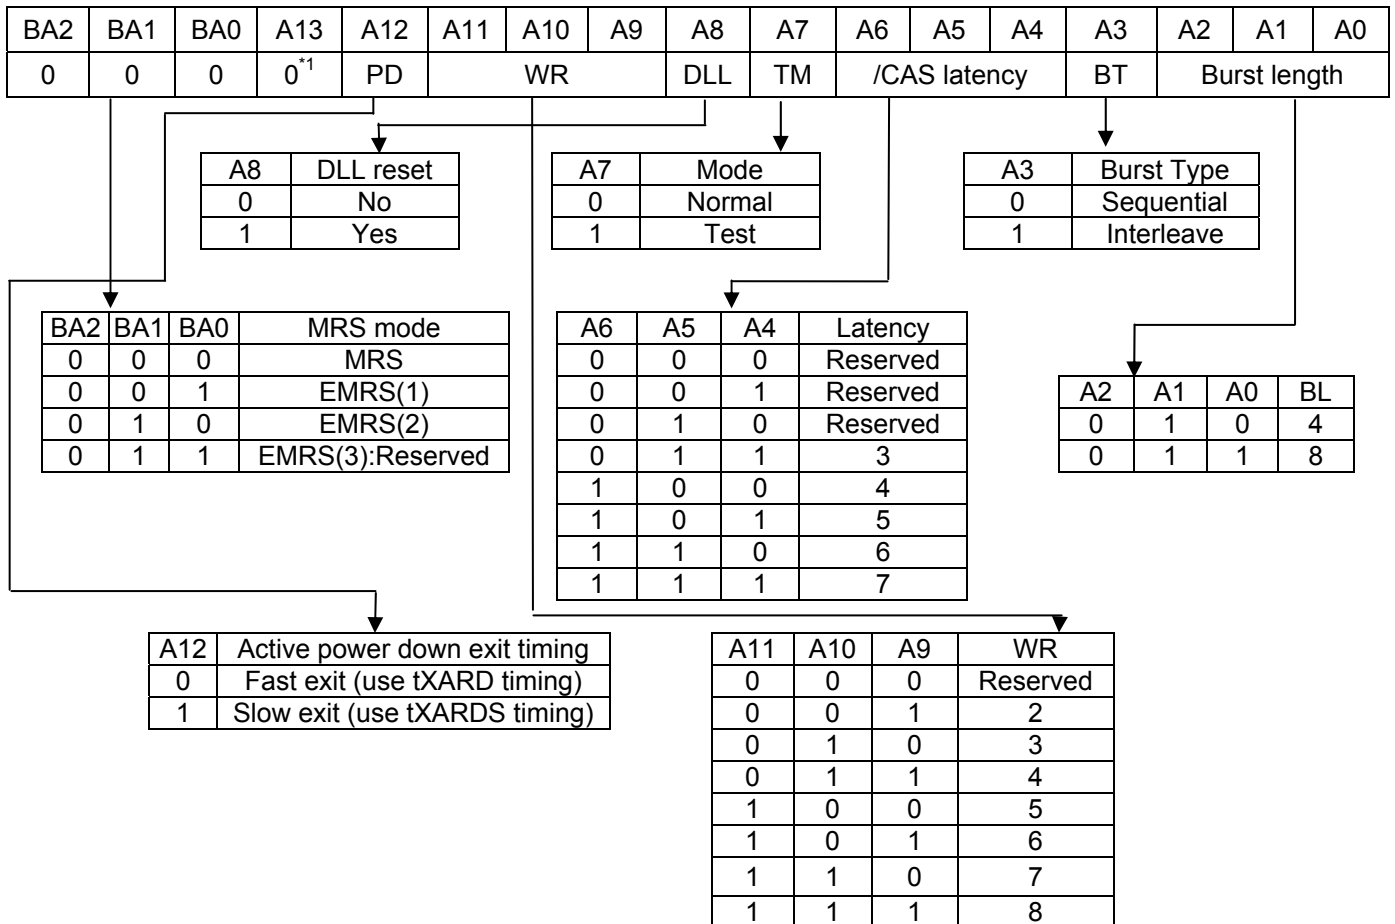 BA2 BA1 BA0 A13 A12 A11 A10 A9 A8 A7 A6 A5 A4 A3 A2 A1 A0
0 0 0 0*1 PD WR DLL TM /CAS latency BT Burst length
A8 DLL reset
0 No
1 Yes
A7 Mode
0 Normal
1 Test
A3 Burst Type
0 Sequential
1 Interleave
BA2 BA1 BA0 MRS mode
0 0 0 MRS
0 0 1 EMRS(1)
0 1 0 EMRS(2)
0 1 1 EMRS(3):Reserved
A6 A5 A4 Latency
0 0 0 Reserved
0 0 1 Reserved
0 1 0 Reserved
0 1 1 3
1 0 0 4
1 0 1 5
1 1 0 6
1 1 1 7
A2 A1 A0 BL
0 1 0 4
0 1 1 8
A12 Active power down exit timing
0 Fast exit (use tXARD timing)
1 Slow exit (use tXARDS timing)
A11 A10 A9 WR
0 0 0 Reserved
0 0 1 2
0 1 0 3
0 1 1 4
1 0 0 5
1 0 1 6
1 1 0 7
1 1 1 8